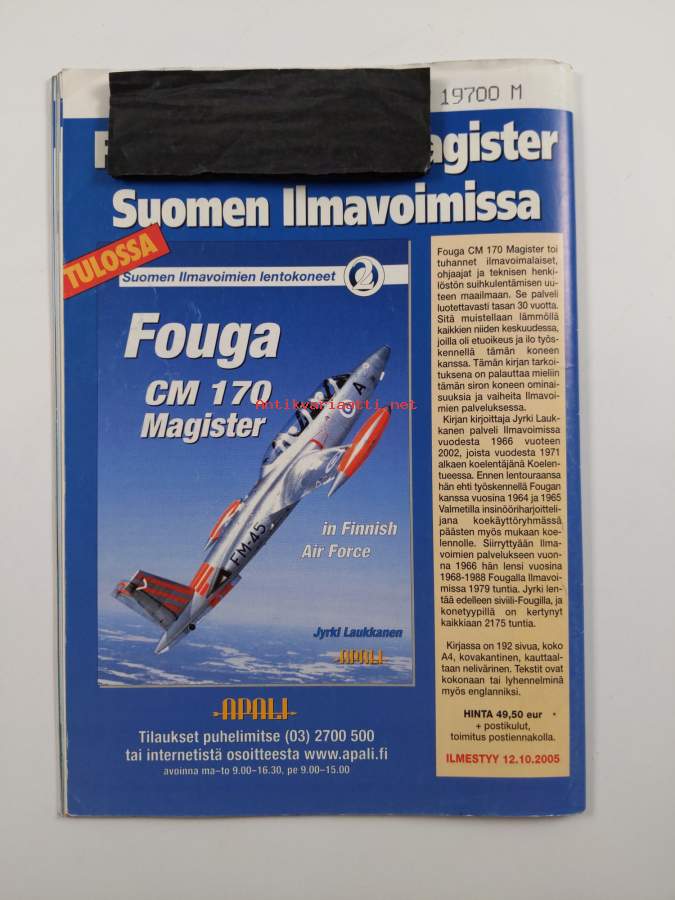 19700 M
agister
Suomen Ilmavoimissa
TULOSSA
Suomen Ilmavoimien lentokoneet 2
Fouga
CM 170
Magister
A
FM-45
in Finnish
Air Force
Jyrki Laukkanen
APALI
APALI
Tilaukset puhelimitse (03) 2700 500
tai internetistä osoitteesta www.apali.fi
avoinna ma–to 9.00–16.30, pe 9.00–15.00
Fouga CM 170 Magister toi
tuhannet ilmavoimalaiset,
ohjaajat ja teknisen henki-
löstön suihkulentämisen uu-
teen maailmaan. Se palveli
luotettavasti tasan 30 vuotta.
Sitä muistellaan lämmöllä
kaikkien niiden keskuudessa,
joilla oli etuoikeus ja ilo työs-
kennellä tämän koneen
kanssa. Tämän kirjan tarkoi-
tuksena on palauttaa mieliin
tämän siron koneen ominai-
suuksia ja vaiheita Ilmavoi-
mien palveluksessa.
Kirjan kirjoittaja Jyrki Lauk-
kanen palveli Ilmavoimissa
vuodesta 1966 vuoteen
2002, joista vuodesta 1971
alkaen koelentäjänä Koelen-
tueessa. Ennen lentouraansa
hän ehti työskennellä Fougan
kanssa vuosina 1964 ja 1965
Valmetilla insinööriharjoitteli-
jana koekäyttöryhmässä
päästen myös mukaan koe-
lennolle. Siirryttyään Ilma-
voimien palvelukseen vuon-
na 1966 hän lensi vuosina
1968-1988 Fougalla Ilmavoi-
missa 1979 tuntia. Jyrki len-
tää edelleen siviili-Fougilla, ja
konetyypillä on kertynyt
kaikkiaan 2175 tuntia.
Kirjassa on 192 sivua, koko
A4, kovakantinen, kauttaal-
taan nelivärinen. Tekstit ovat
kokonaan tai lyhennelminä
myös englanniksi.
HINTA 49,50 eur
+ postikulut,
toimitus postiennakolla.
ILMESTYY 12.10.2005
Antikvariaatti.net